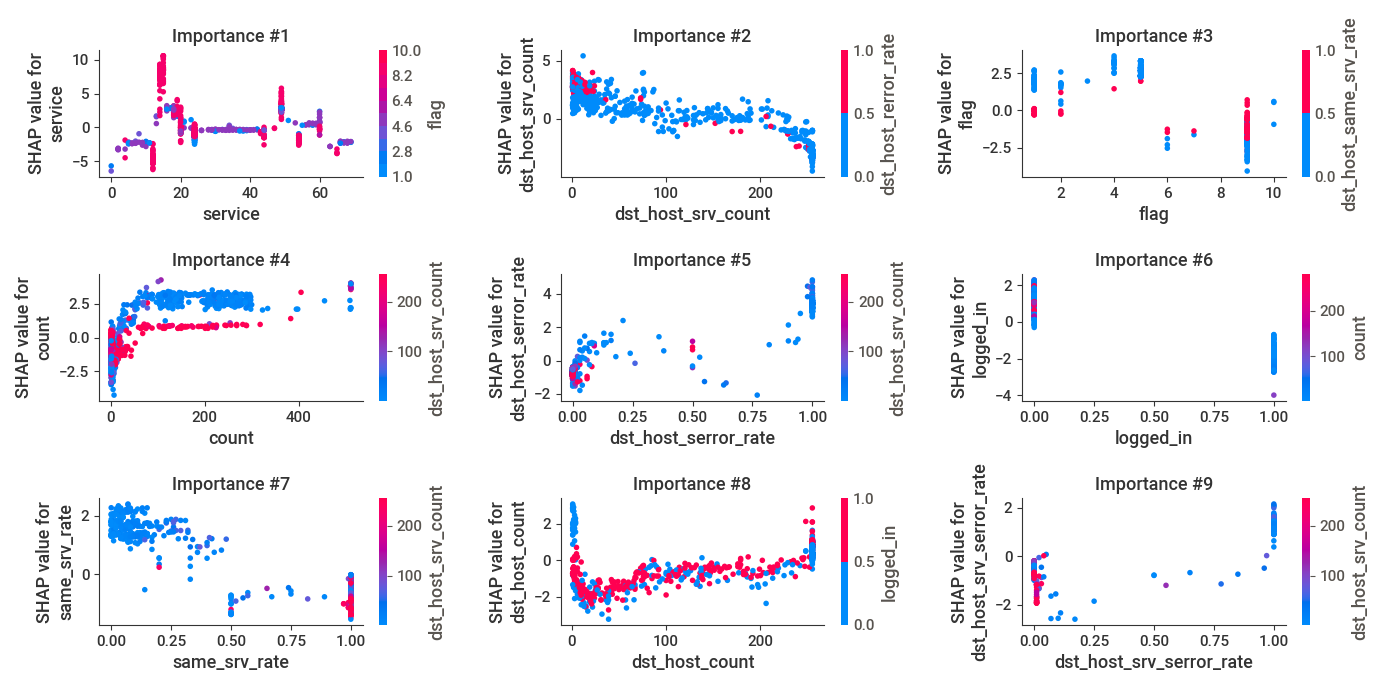 Importance #1
SHAP value for
service
10
5
0
−5
0
20
40
60
service
10.0
8.2
6.4
4.6
2.8
1.0
flag
Importance #2
SHAP value for
dst_host_srv_count
5
0
0
100
200
dst_host_srv_count
1.0
0.5
0.0
dst_host_rerror_rate
Importance #3
SHAP value for
flag
2.5
0.0
−2.5
2
4
6
8
10
flag
1.0
0.5
0.0
dst_host_same_srv_rate
Importance #4
SHAP value for
count
2.5
0.0
−2.5
0
200
400
count
200
100
dst_host_srv_count
Importance #5
SHAP value for
dst_host_serror_rate
4
2
0
−2
0.00
0.25
0.50
0.75
1.00
dst_host_serror_rate
200
100
dst_host_srv_count
Importance #6
SHAP value for
logged_in
2
0
−2
−4
0.00
0.25
0.50
0.75
1.00
logged_in
200
100
count
Importance #7
SHAP value for
same_srv_rate
2
0
0.00
0.25
0.50
0.75
1.00
same_srv_rate
200
100
dst_host_srv_count
Importance #8
SHAP value for
dst_host_count
2
0
−2
0
100
200
dst_host_count
1.0
0.5
0.0
logged_in
Importance #9
SHAP value for
dst_host_srv_serror_rate
2
0
−2
0.00
0.25
0.50
0.75
1.00
dst_host_srv_serror_rate
200
100
dst_host_srv_count